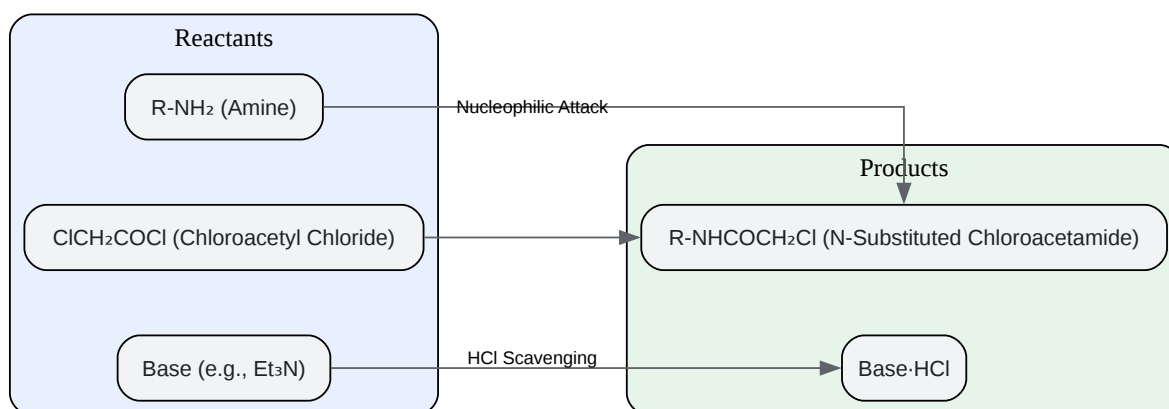 Reactants
R-NH₂ (Amine)
Nucleophilic Attack
Products
ClCH₂COCl (Chloroacetyl Chloride)
R-NHCOCH₂Cl (N-Substituted Chloroacetamide)
HCl Scavenging
Base (e.g., Et₃N)
Base·HCl